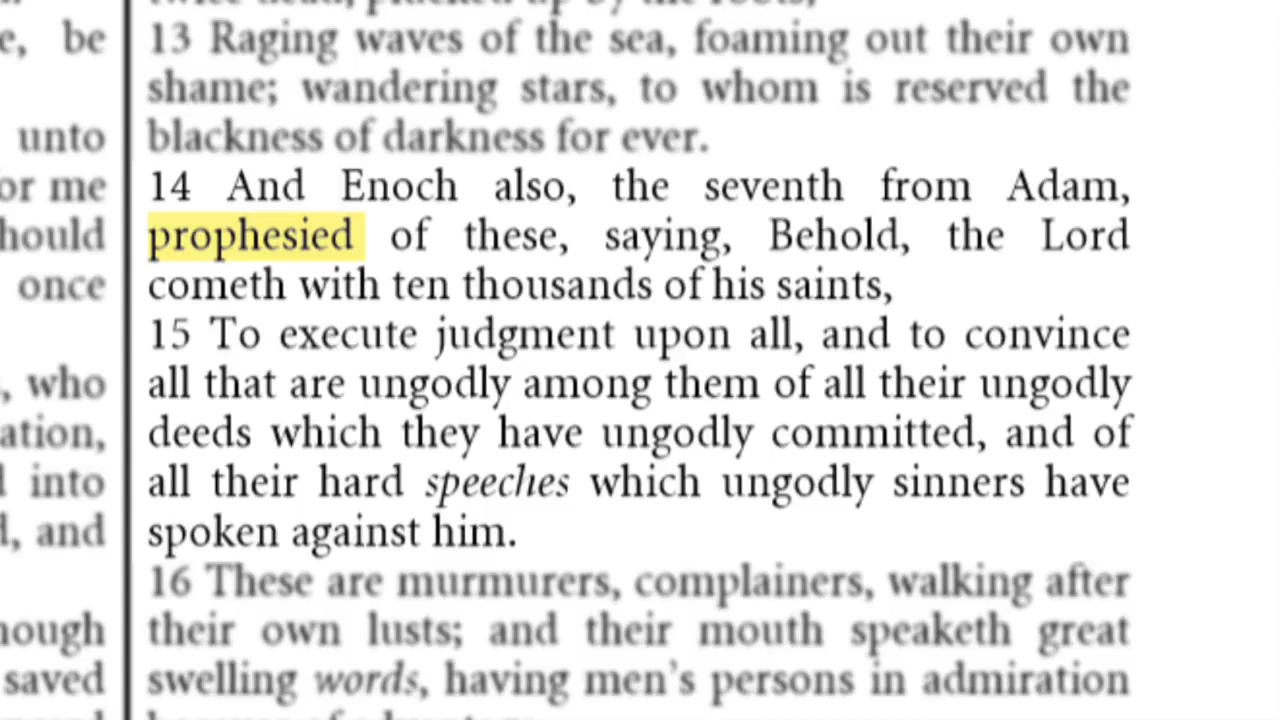 e, be
unto
or me
hould
once
, who
ation,
into
d, and
hough
saved
13 Raging waves of the sea, foaming out their own
shame; wandering stars, to whom is reserved the
blackness of darkness for ever.
14 And Enoch also, the seventh from Adam,
prophesied of these, saying, Behold, the Lord
cometh with ten thousands of his saints,
15 To execute judgment upon all, and to convince
all that are ungodly among them of all their ungodly
deeds which they have ungodly committed, and of
all their hard speeches which ungodly sinners have
spoken against him.
16 These are murmurers, complainers, walking after
their own lusts; and their mouth speaketh great
swelling words, having men's persons in admiration